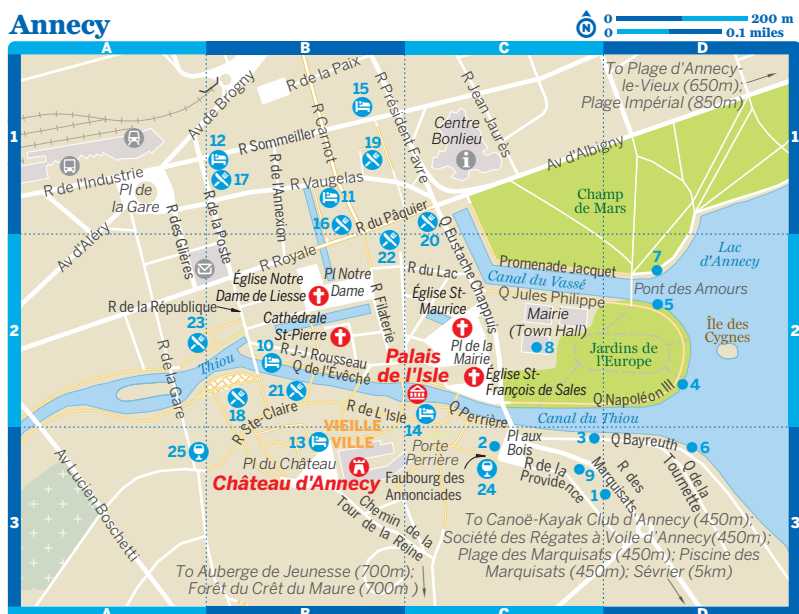 Annecy
0 200 m
0 0.1 miles
N
A B C D
To Plage d'Annecy-
le-Vieux (650m);
Plage Impérial (850m)
R de la Paix
Av de Brogny
15
R Président Favre
R Jean Jaurès
Centre
Bonlieu
R Carnot
1
1
12
R Sommeiller
19
Av d'Albigny
R de l'Industrie
17
R Vaugelas
Pl de
la Gare
11
Champ
de Mars
R de l'Annexion
R des Glières
R de la Poste
16
R du Pâquier
20
Av d'Aléry
R Royale
22
Q Eustache Chappuis
Promenade Jacquet
7
Lac
d'Annecy
Église Notre
Dame de Liesse
Pl Notre
Dame
R du Lac
Canal du Vassé
Pont des Amours
R de la République
R Filaterie
Église St-
Maurice
Q Jules Philippe
5
2
2
23
Cathédrale
St-Pierre
Mairie
(Town Hall)
8
Île des
Cygnes
Thiou
10
R J-J Rousseau
Palais
de l'Isle
Pl de la
Mairie
Jardins de
l'Europe
R de la Gare
Q de l'Évêché
Église St-
François de Sales
4
18
21
Q Napoléon III
R Ste-Claire
VIEILLE
VILLE
R de L'Isle
14
Q Perrière
Canal du Thiou
25
13
Porte
Perrière
2
Pl aux
Bois
3
Q Bayreuth
6
Pl du Château
Château d'Annecy
Faubourg des
Annonciades
24
R de la
Providence
9
1
R des
Marquisats
Q de la
Tournette
Av Lucien Boschetti
3
3
Chemin de la
Tour de la Reine
To Canoë-Kayak Club d'Annecy (450m);
Société des Régates à Voile d'Annecy(450m);
Plage des Marquisats (450m); Piscine des
Marquisats (450m); Sévrier (5km)
To Auberge de Jeunesse (700m);
Forêt du Crêt du Maure (700m )
A B C D